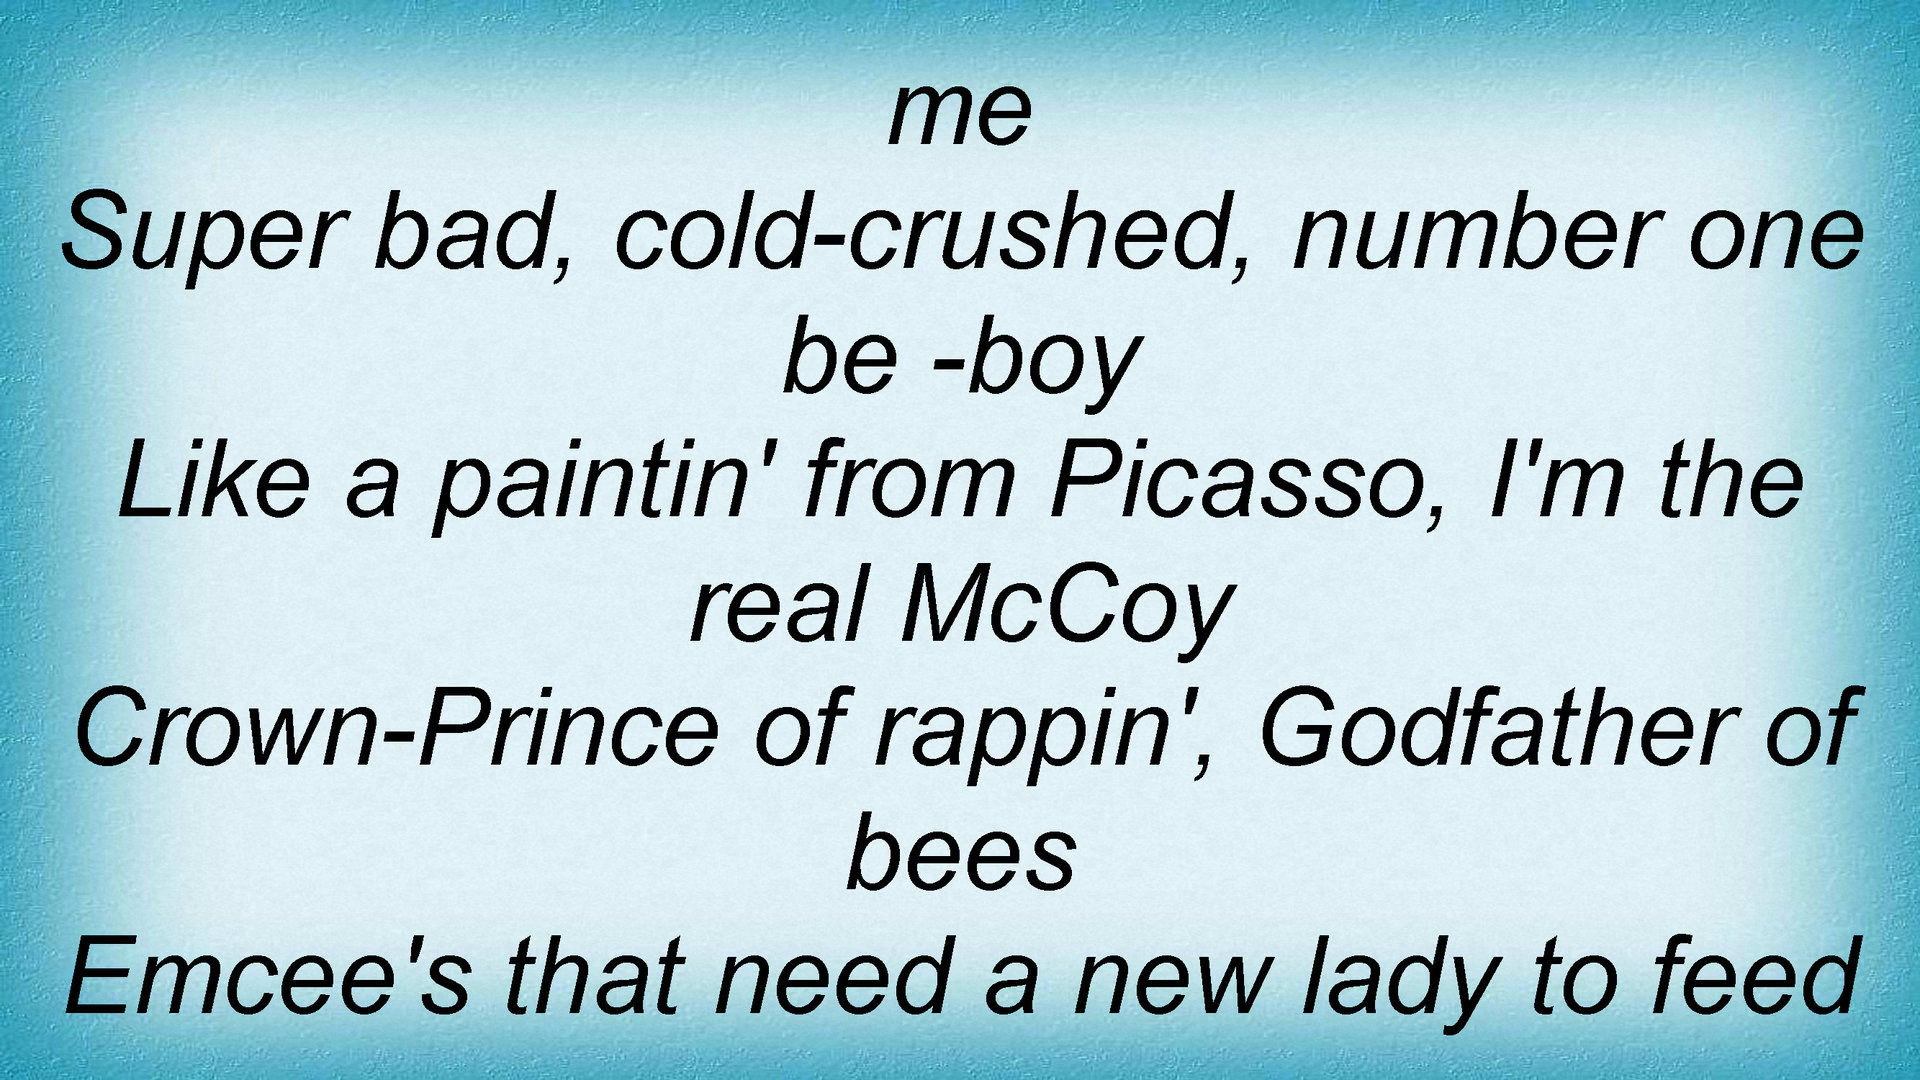 me
Super bad, cold-crushed, number one
be -boy
Like a paintin' from Picasso, I'm the
real McCoy
Crown-Prince of rappin', Godfather of
bees
Emcee's that need a new lady to feed